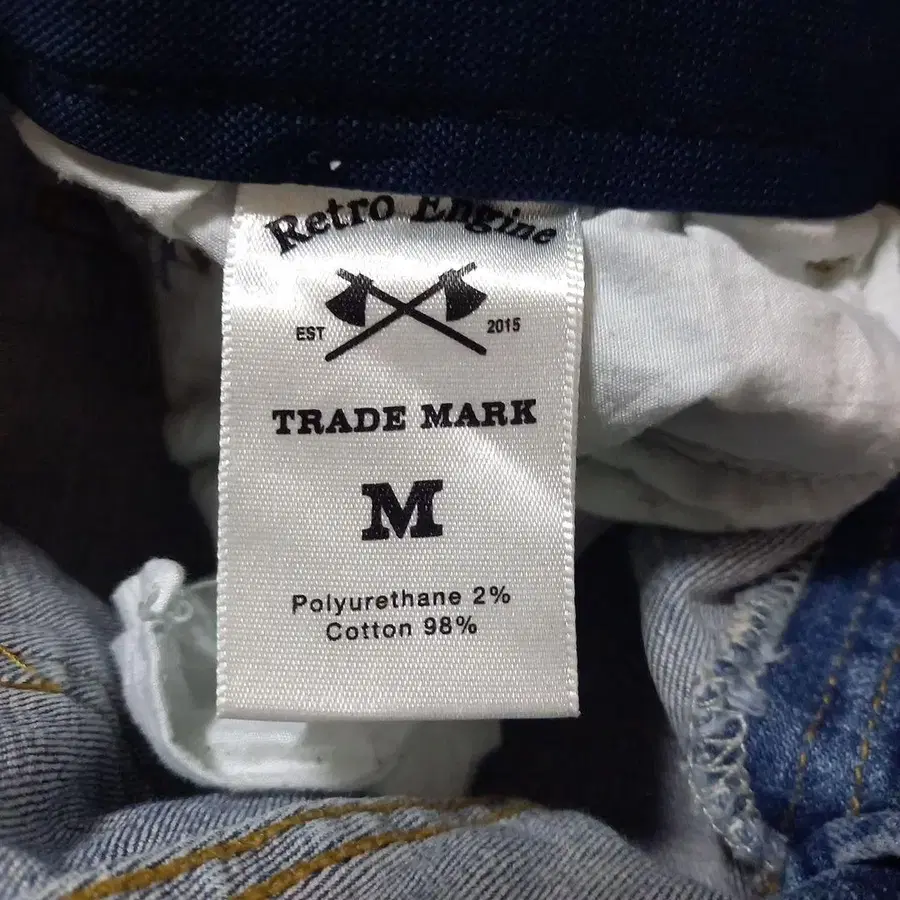 Retro Engine
EST 2015
TRADE MARK
M
Polyurethane 2%
Cotton 98%